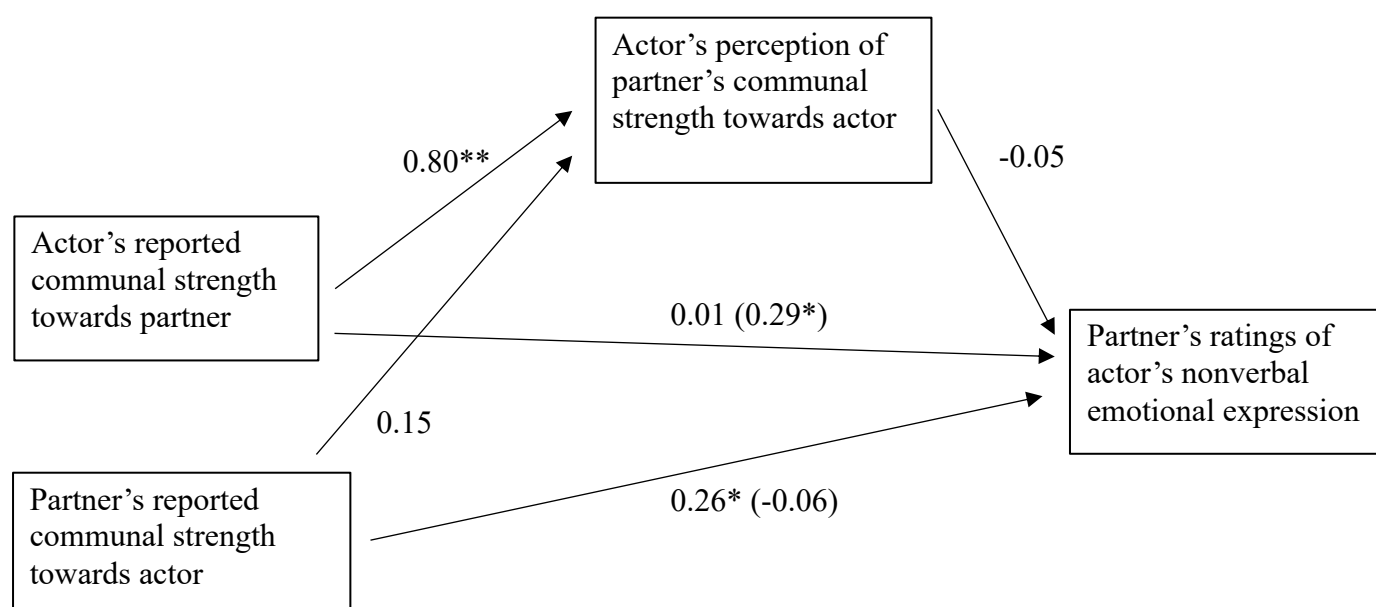 Actor’s perception of
partner’s communal
strength towards actor
0.80**
-0.05
Actor’s reported
communal strength
towards partner
0.01 (0.29*)
Partner’s ratings of
actor’s nonverbal
emotional expression
0.15
Partner’s reported
communal strength
towards actor
0.26* (-0.06)